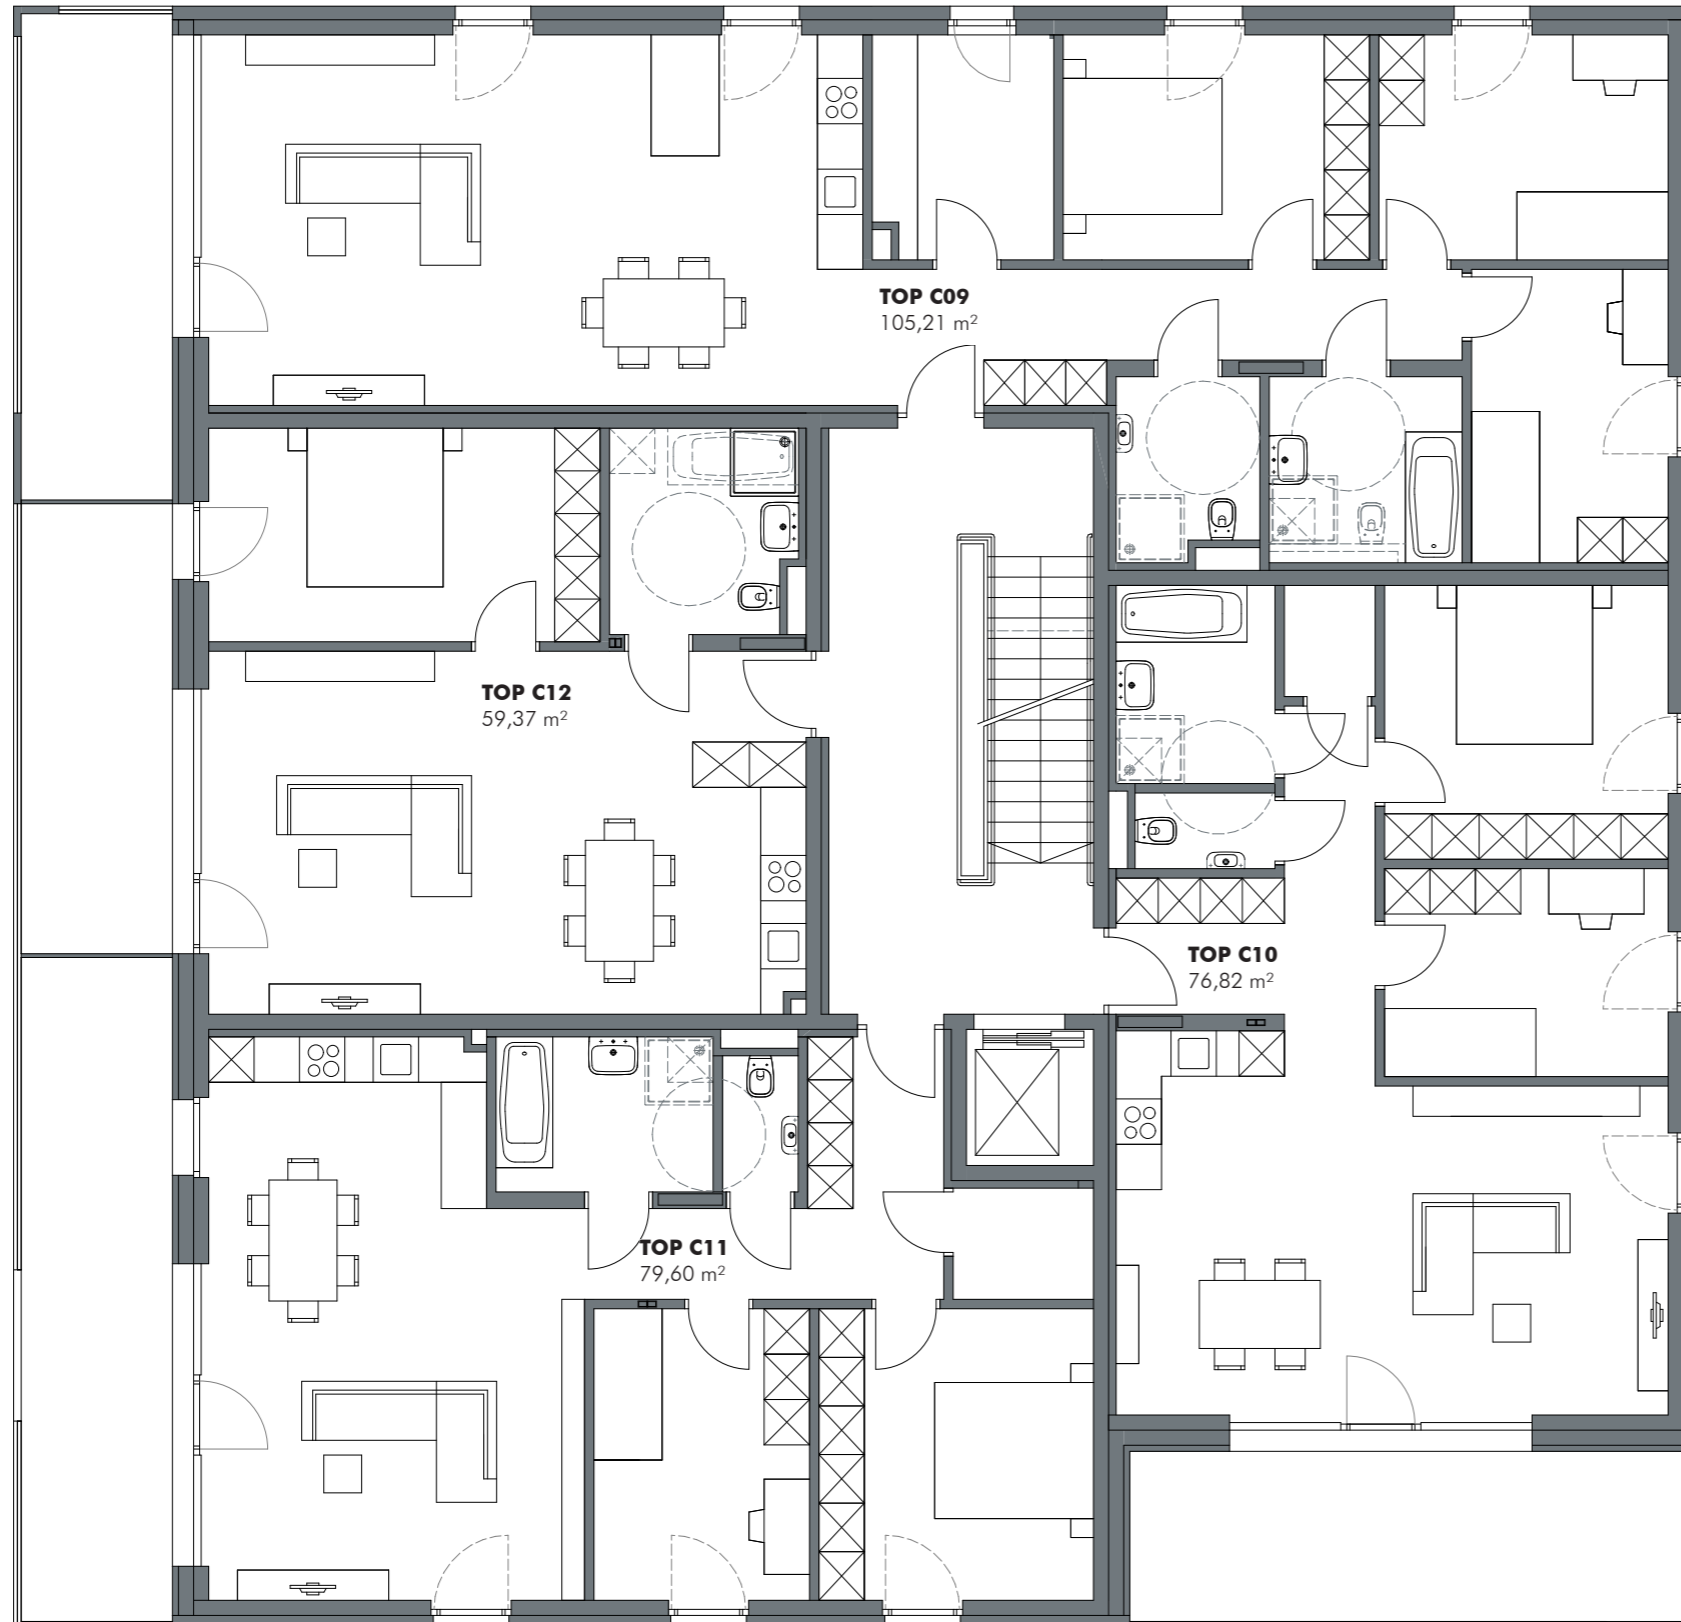 TOP C09
105,21 m²
TOP C12
59,37 m²
TOP C10
76,82 m²
TOP C11
79,60 m²